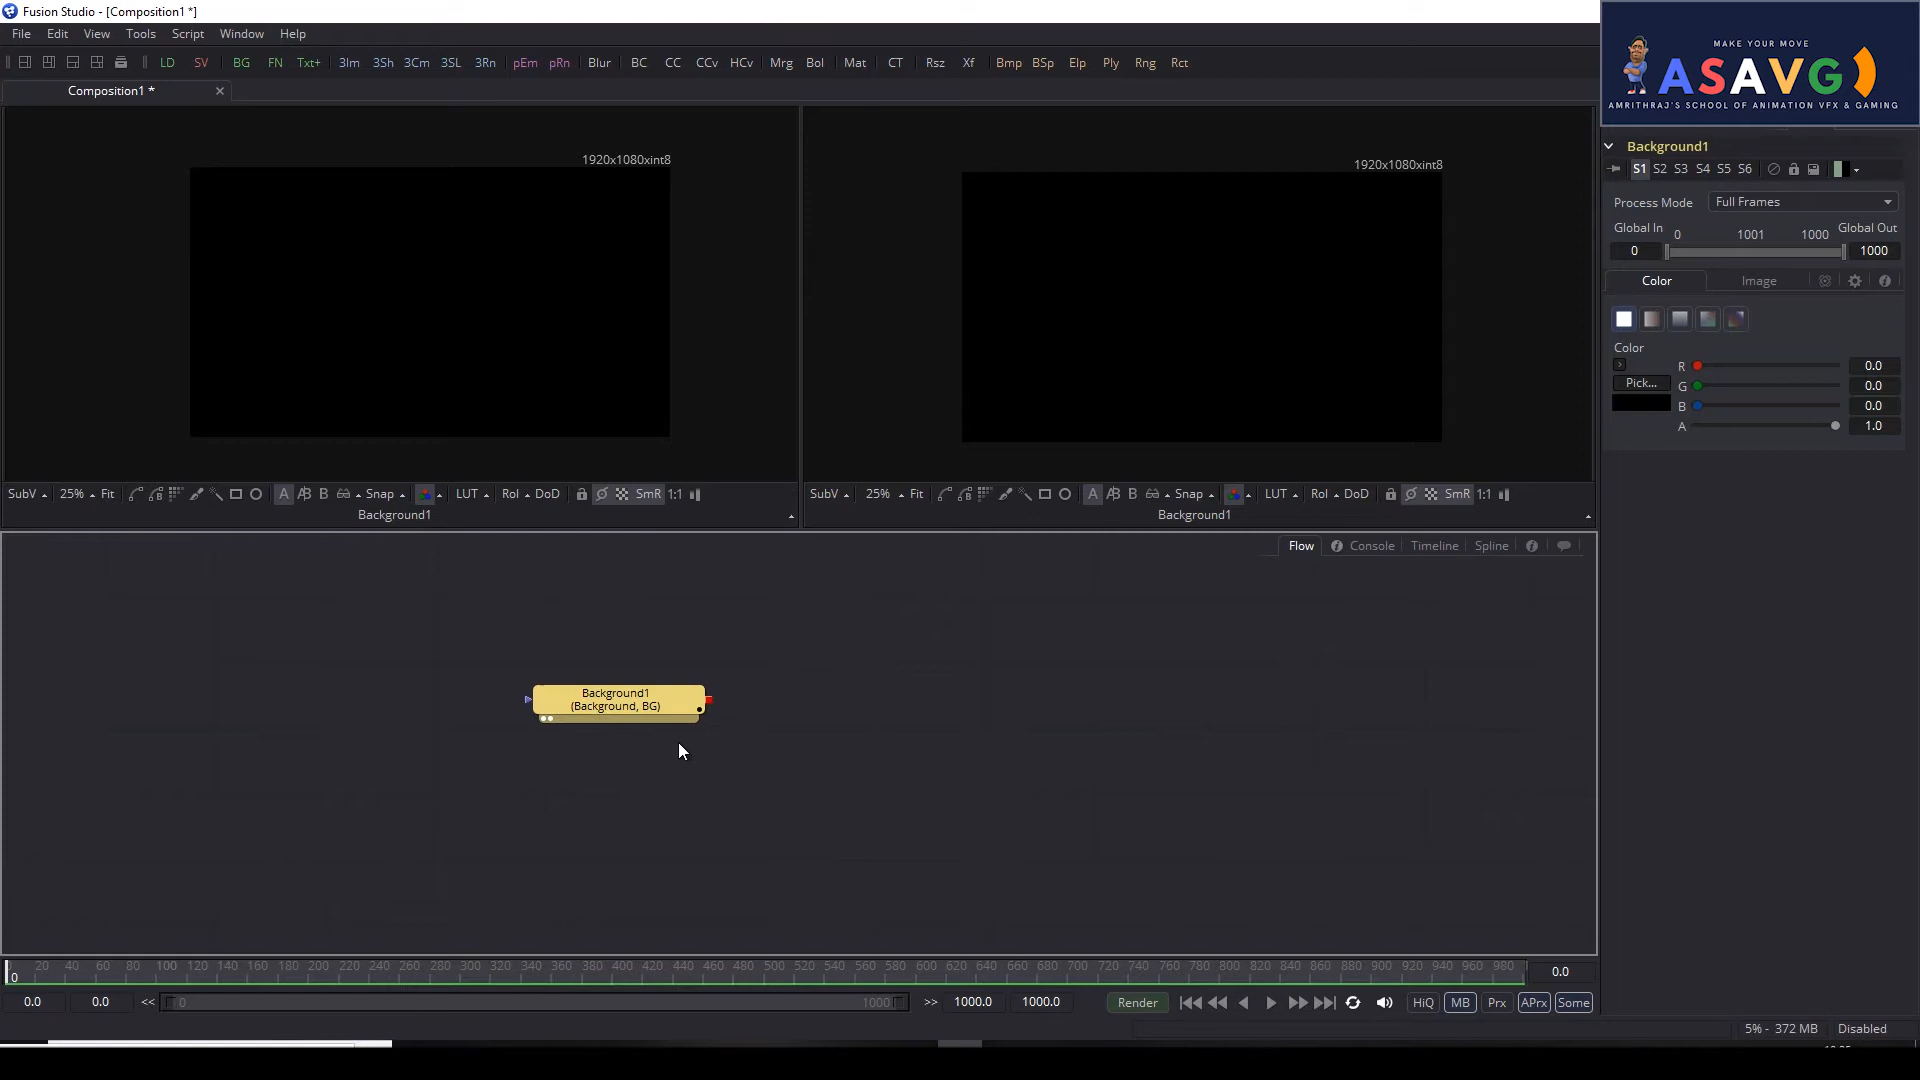 Fusion Studio - [Composition1 *]
File Edit View Tools Script Window Help
LD SV BG FN Txt+ 3Im 3Sh 3Cm 3SL 3Rn pEm pRn Blur BC CC CCv HCv Mrg Bol Mat CT Rsz Xf Bmp BSp Elp Ply Rng Rct
MAKE YOUR MOVE
ASAVG
AMRITHRAJ'S SCHOOL OF ANIMATION VFX & GAMING
Composition1 *
1920x1080xint8
1920x1080xint8
Background1
S1 S2 S3 S4 S5 S6
Process Mode Full Frames
Global In 0 1001 1000 Global Out
0 1000
Color Image
Color
R 0.0
Pick... G 0.0
B 0.0
A 1.0
SubV 25% Fit A A/B B Snap LUT RoI DoD SmR 1:1
SubV 25% Fit A A/B B Snap LUT RoI DoD SmR 1:1
Background1
Background1
Flow Console Timeline Spline
Background1
(Background, BG)
0 20 40 60 80 100 120 140 160 180 200 220 240 260 280 300 320 340 360 380 400 420 440 460 480 500 520 540 560 580 600 620 640 660 680 700 720 740 760 780 800 820 840 860 880 900 920 940 960 980
0.0
0.0 0.0 << 0 1000 >> 1000.0 1000.0 Render HiQ MB Prx APrx Some
5% - 372 MB Disabled